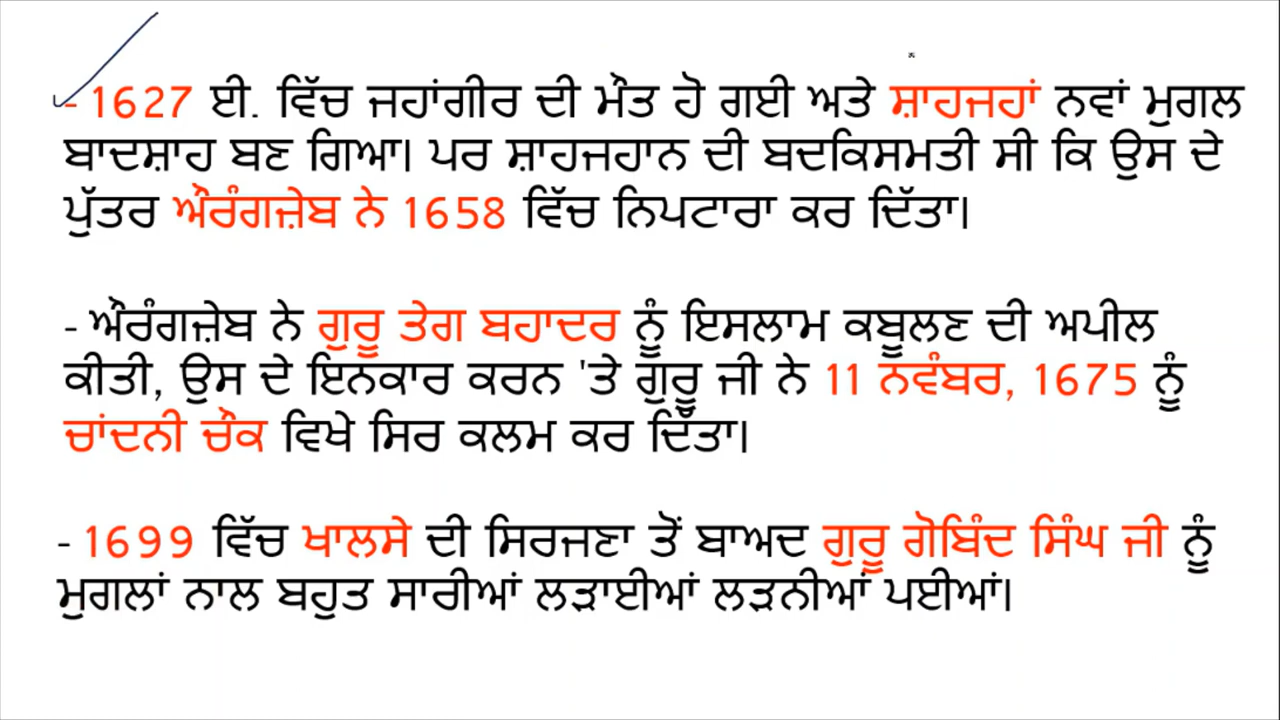 - 1627 ਈ. ਵਿੱਚ ਜਹਾਂਗੀਰ ਦੀ ਮੌਤ ਹੋ ਗਈ ਅਤੇ ਸ਼ਾਹਜਹਾਂ ਨਵਾਂ ਮੁਗਲ
ਬਾਦਸ਼ਾਹ ਬਣ ਗਿਆ। ਪਰ ਸ਼ਾਹਜਹਾਨ ਦੀ ਬਦਕਿਸਮਤੀ ਸੀ ਕਿ ਉਸ ਦੇ
ਪੁੱਤਰ ਔਰੰਗਜ਼ੇਬ ਨੇ 1658 ਵਿੱਚ ਨਿਪਟਾਰਾ ਕਰ ਦਿੱਤਾ।
- ਔਰੰਗਜ਼ੇਬ ਨੇ ਗੁਰੂ ਤੇਗ ਬਹਾਦਰ ਨੂੰ ਇਸਲਾਮ ਕਬੂਲਣ ਦੀ ਅਪੀਲ
ਕੀਤੀ, ਉਸ ਦੇ ਇਨਕਾਰ ਕਰਨ 'ਤੇ ਗੁਰੂ ਜੀ ਨੇ 11 ਨਵੰਬਰ, 1675 ਨੂੰ
ਚਾਂਦਨੀ ਚੌਕ ਵਿਖੇ ਸਿਰ ਕਲਮ ਕਰ ਦਿੱਤਾ।
- 1699 ਵਿੱਚ ਖਾਲਸੇ ਦੀ ਸਿਰਜਣਾ ਤੋਂ ਬਾਅਦ ਗੁਰੂ ਗੋਬਿੰਦ ਸਿੰਘ ਜੀ ਨੂੰ
ਮੁਗਲਾਂ ਨਾਲ ਬਹੁਤ ਸਾਰੀਆਂ ਲੜਾਈਆਂ ਲੜਨੀਆਂ ਪਈਆਂ।